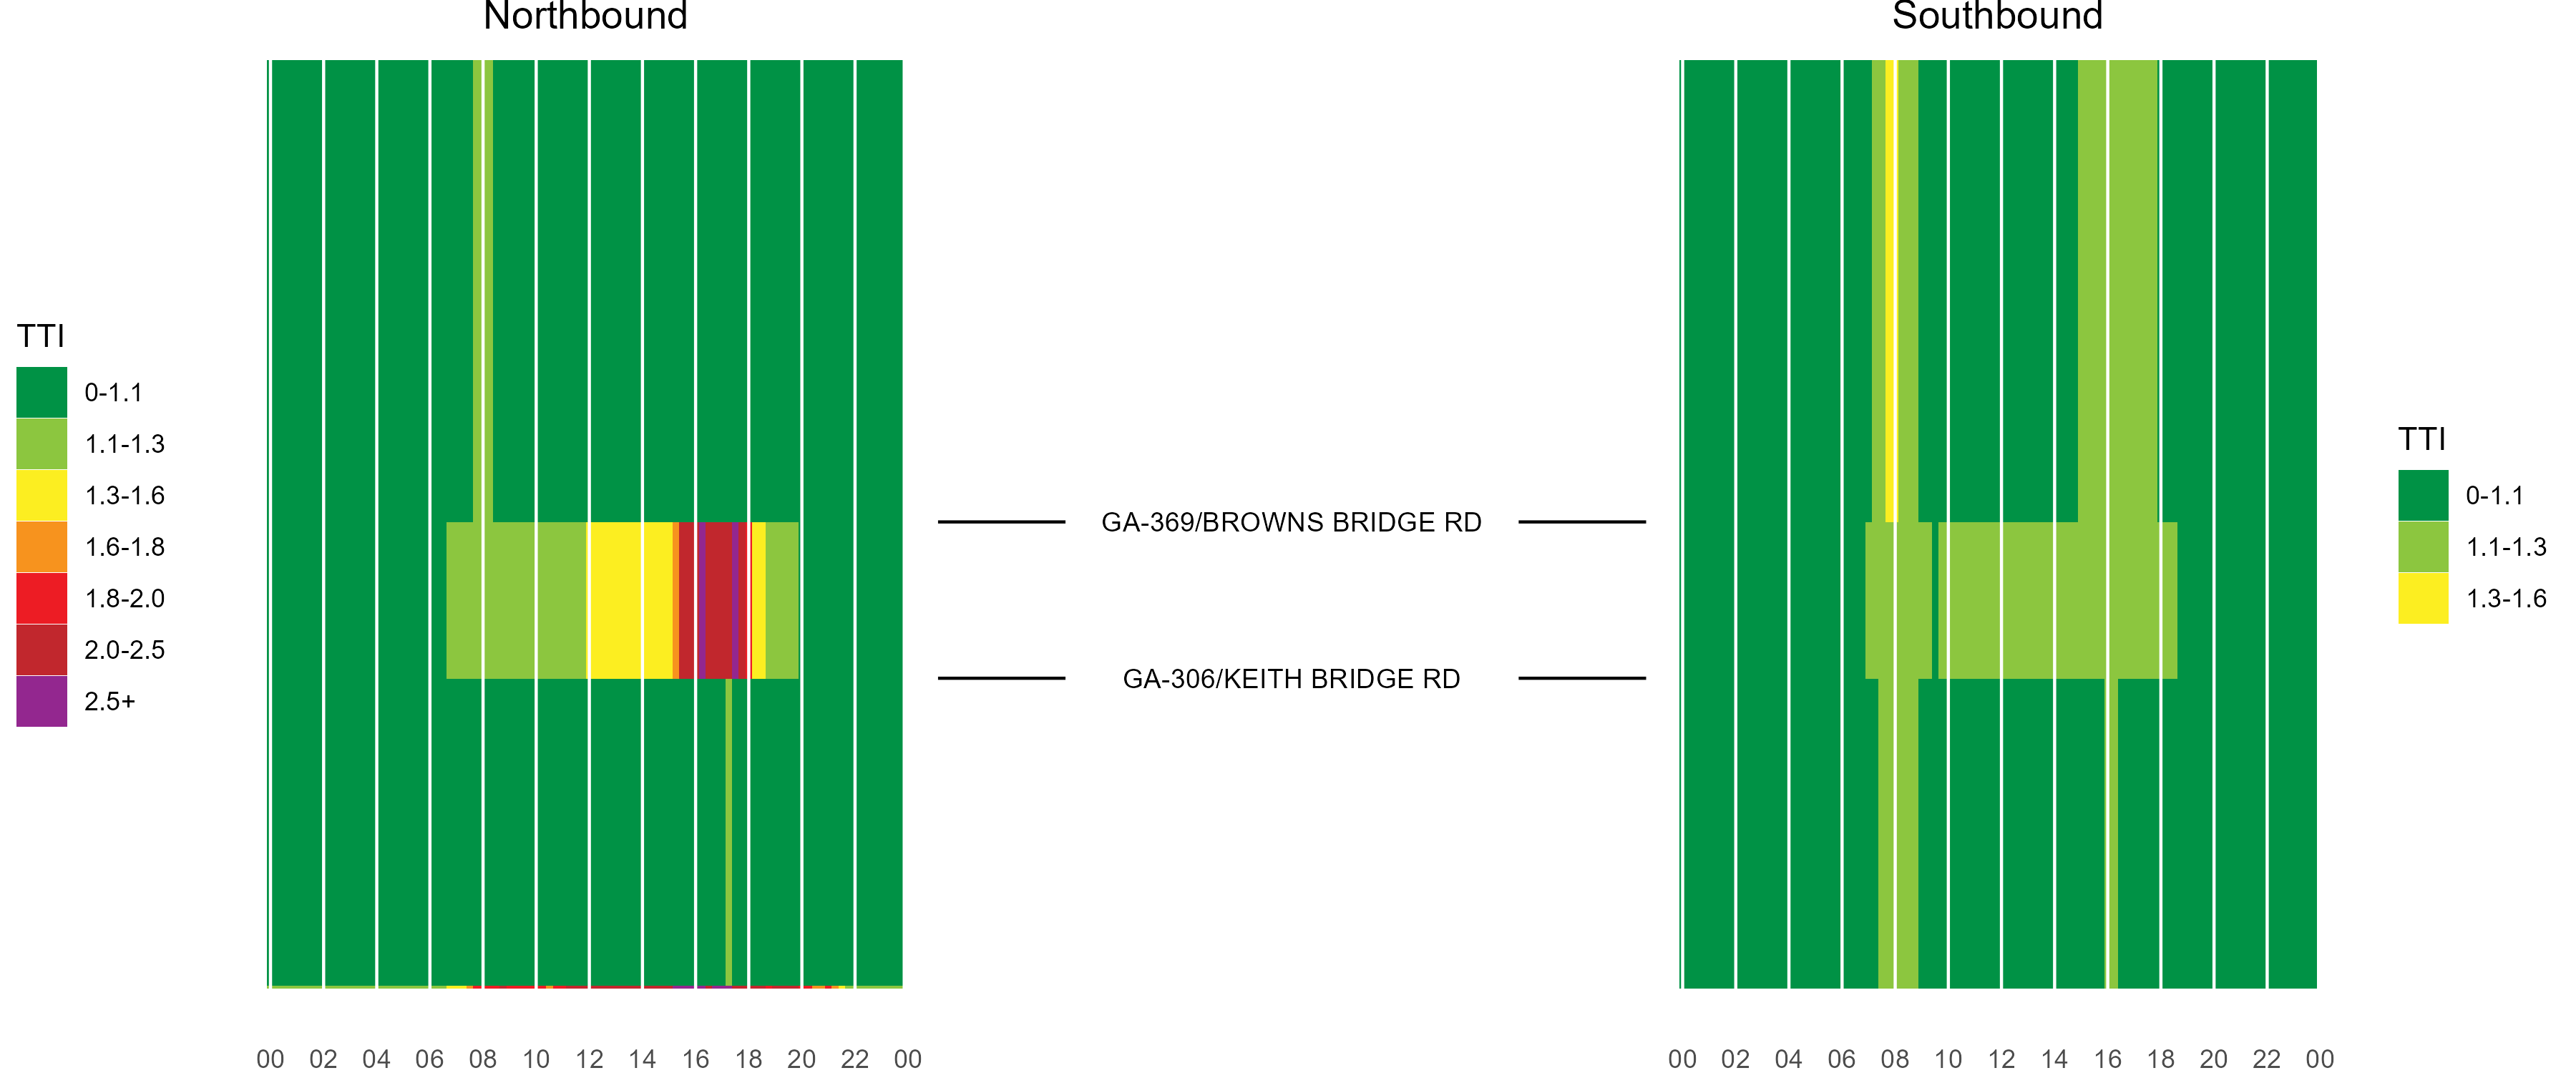 Northbound
Southbound
TTI
0-1.1
1.1-1.3
1.3-1.6
1.6-1.8
1.8-2.0
2.0-2.5
2.5+
GA-369/BROWNS BRIDGE RD
GA-306/KEITH BRIDGE RD
TTI
0-1.1
1.1-1.3
1.3-1.6
00 02 04 06 08 10 12 14 16 18 20 22 00
00 02 04 06 08 10 12 14 16 18 20 22 00